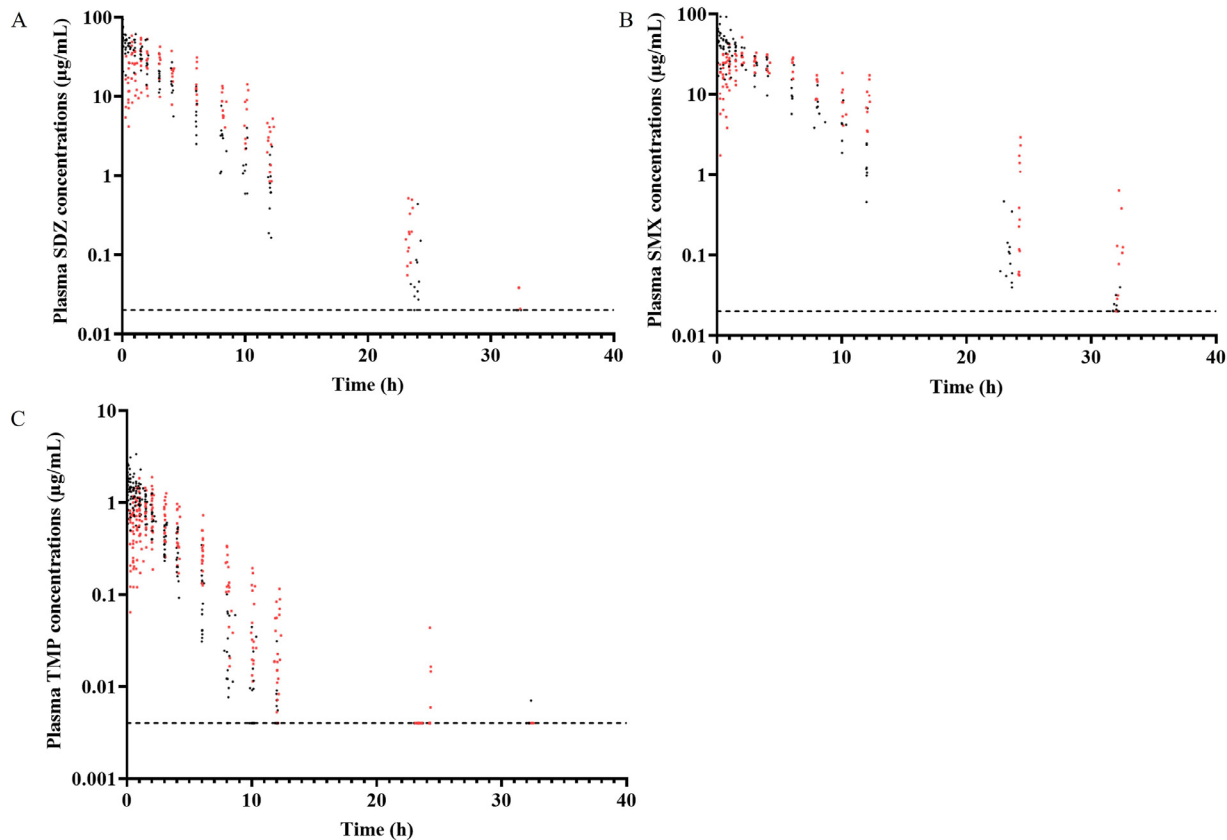 A
Plasma SDZ concentrations (µg/mL)
100
10
1
0.1
0.01
0 10 20 30 40
Time (h)
B
Plasma SMX concentrations (µg/mL)
100
10
1
0.1
0.01
0 10 20 30 40
Time (h)
C
Plasma TMP concentrations (µg/mL)
10
1
0.1
0.01
0.001
0 10 20 30 40
Time (h)